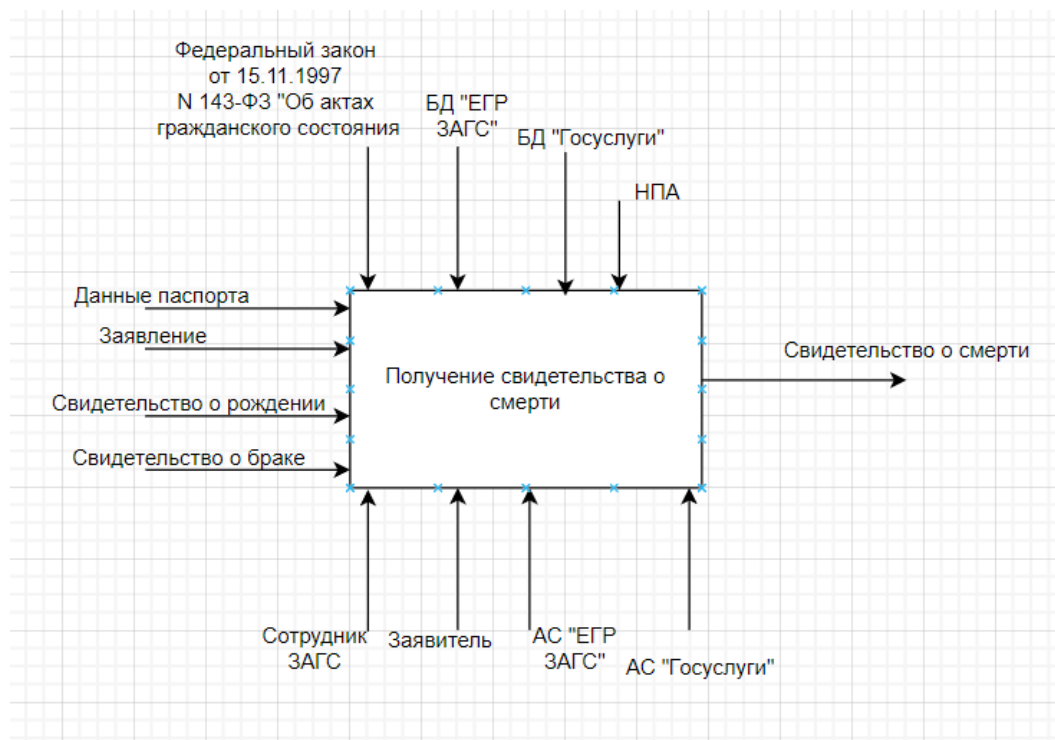 Федеральный закон
от 15.11.1997
N 143-ФЗ "Об актах
гражданского состояния
БД "ЕГР
ЗАГС"
БД "Госуслуги"
НПА
Данные паспорта
Заявление
Свидетельство о рождении
Свидетельство о браке
Получение свидетельства о
смерти
Свидетельство о смерти
Сотрудник
ЗАГС
Заявитель
АС "ЕГР
ЗАГС"
АС "Госуслуги"